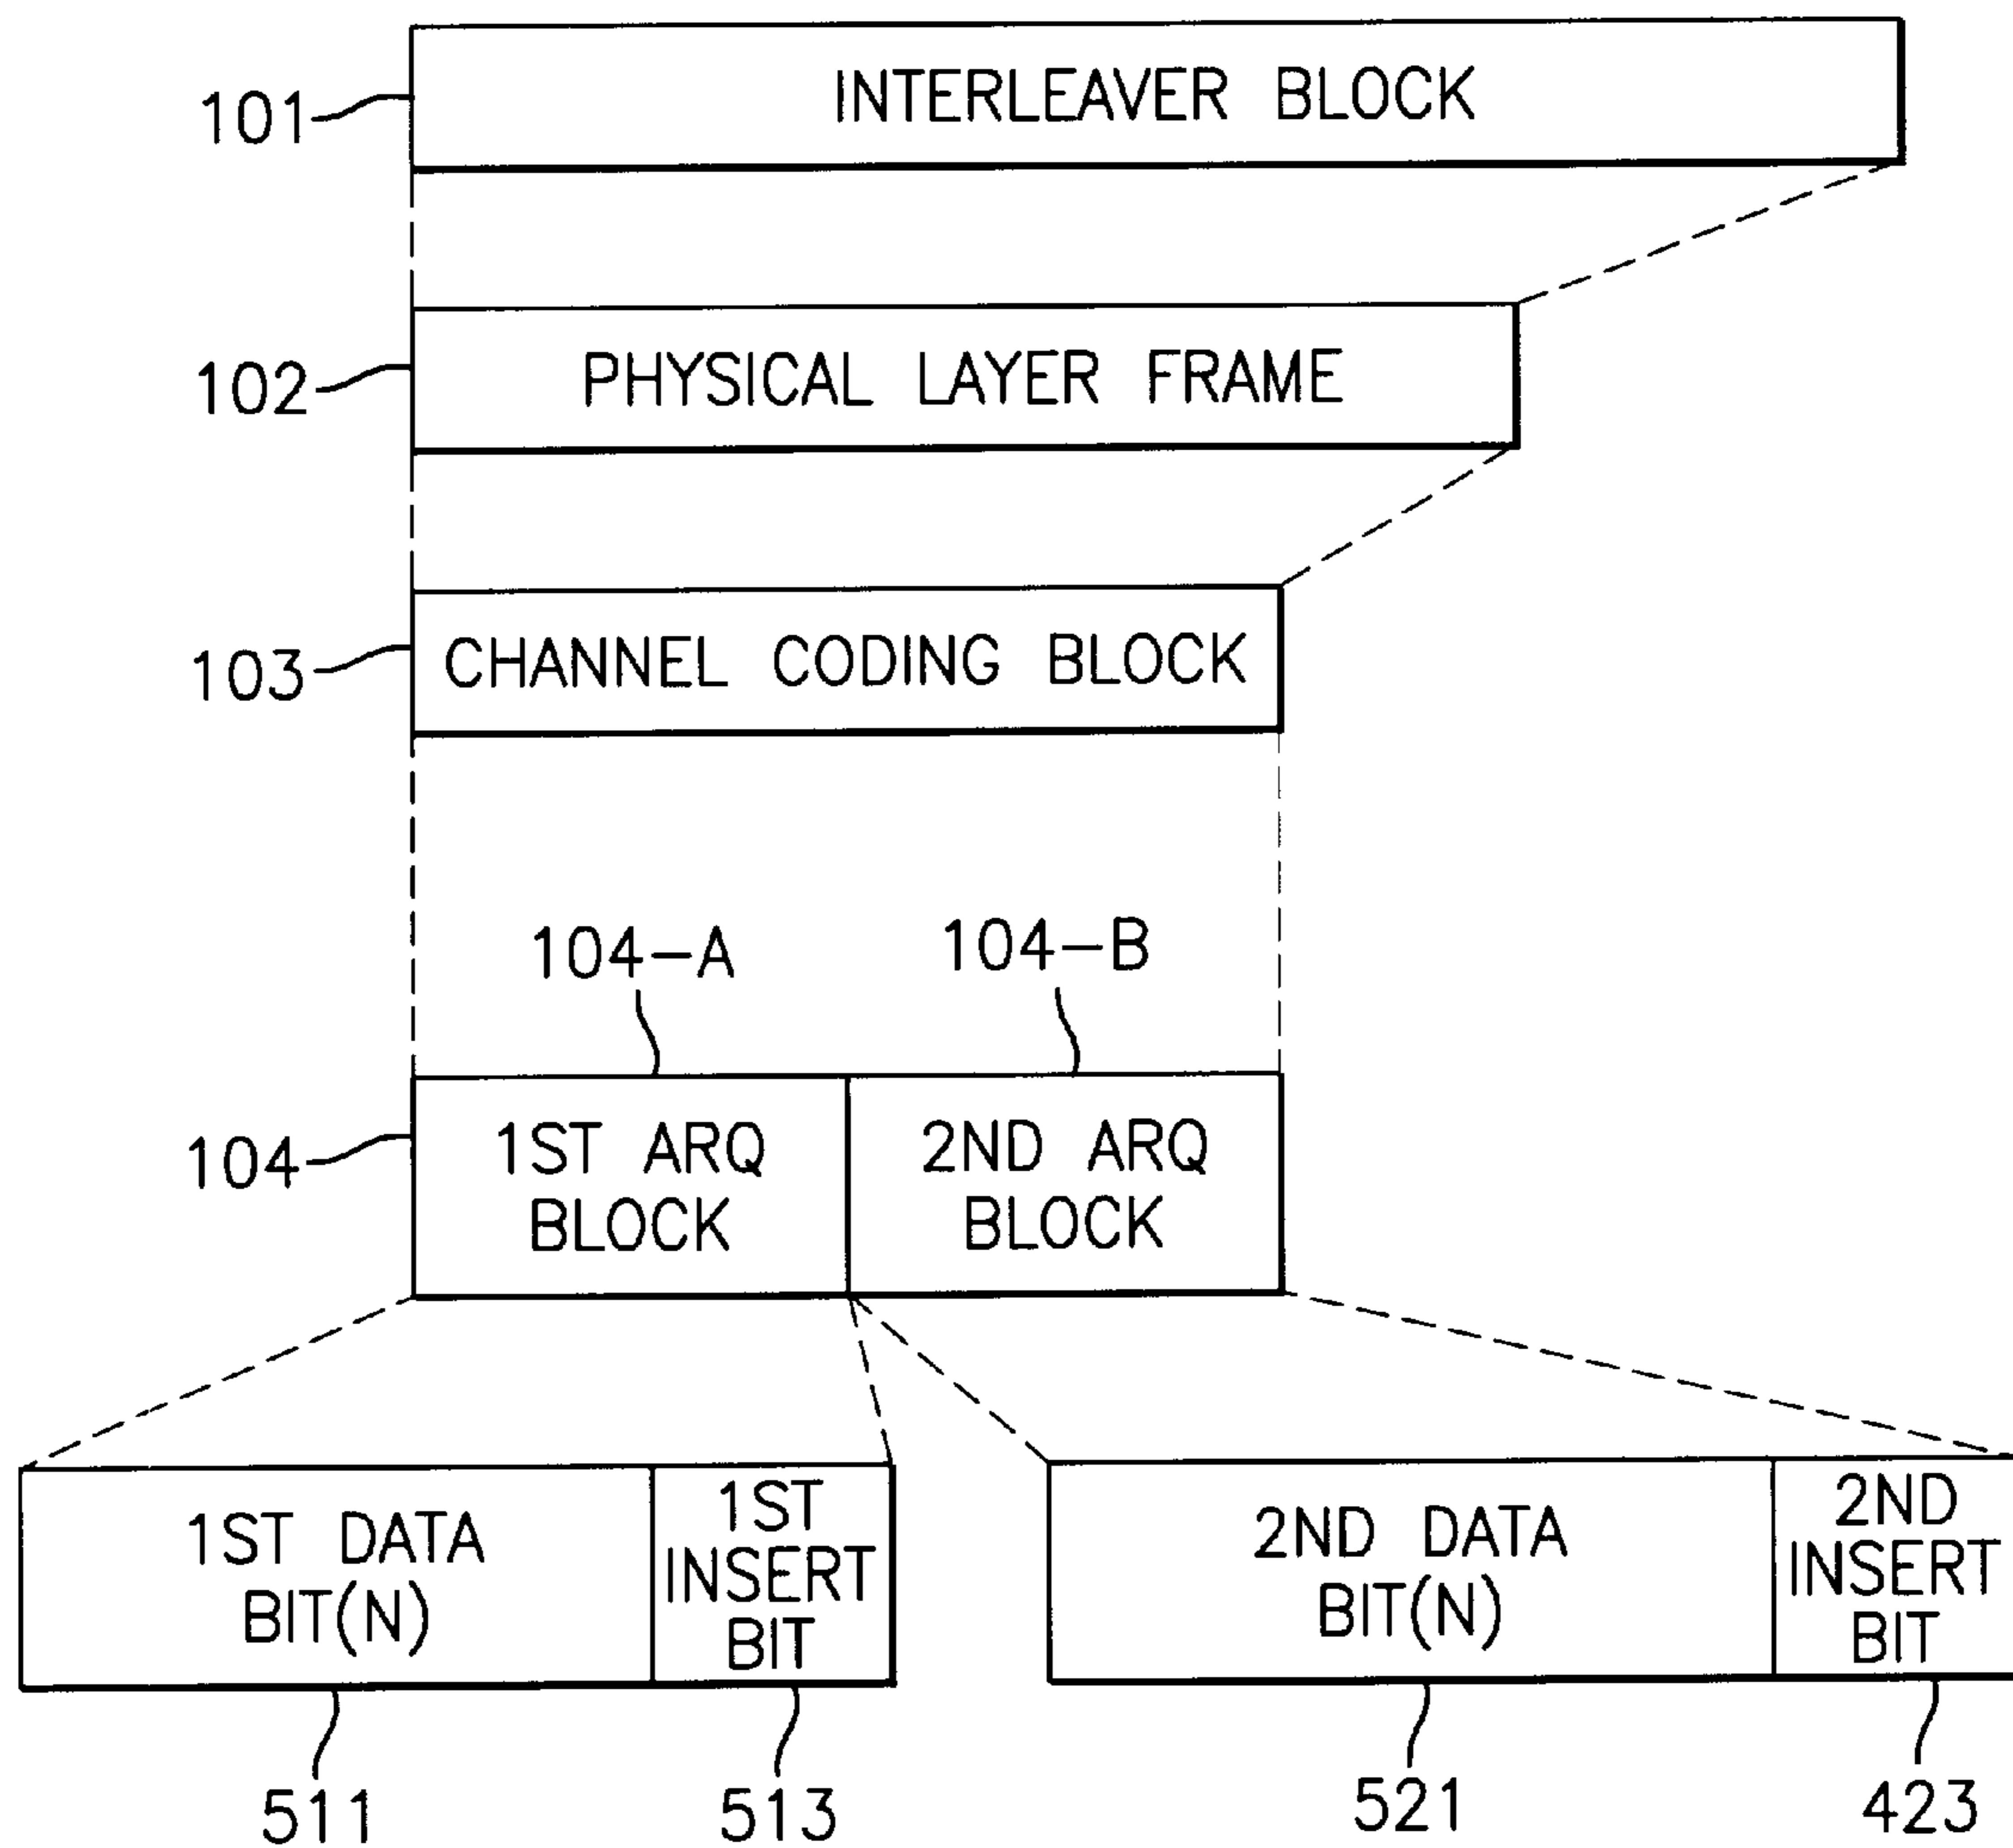 INTERLEAVER BLOCK
101
PHYSICAL LAYER FRAME
102
CHANNEL CODING BLOCK
103
104-A
104-B
104
1ST ARQ
BLOCK
2ND ARQ
BLOCK
1ST DATA
BIT(N)
1ST
INSERT
BIT
2ND DATA
BIT(N)
2ND
INSERT
BIT
511
513
521
423